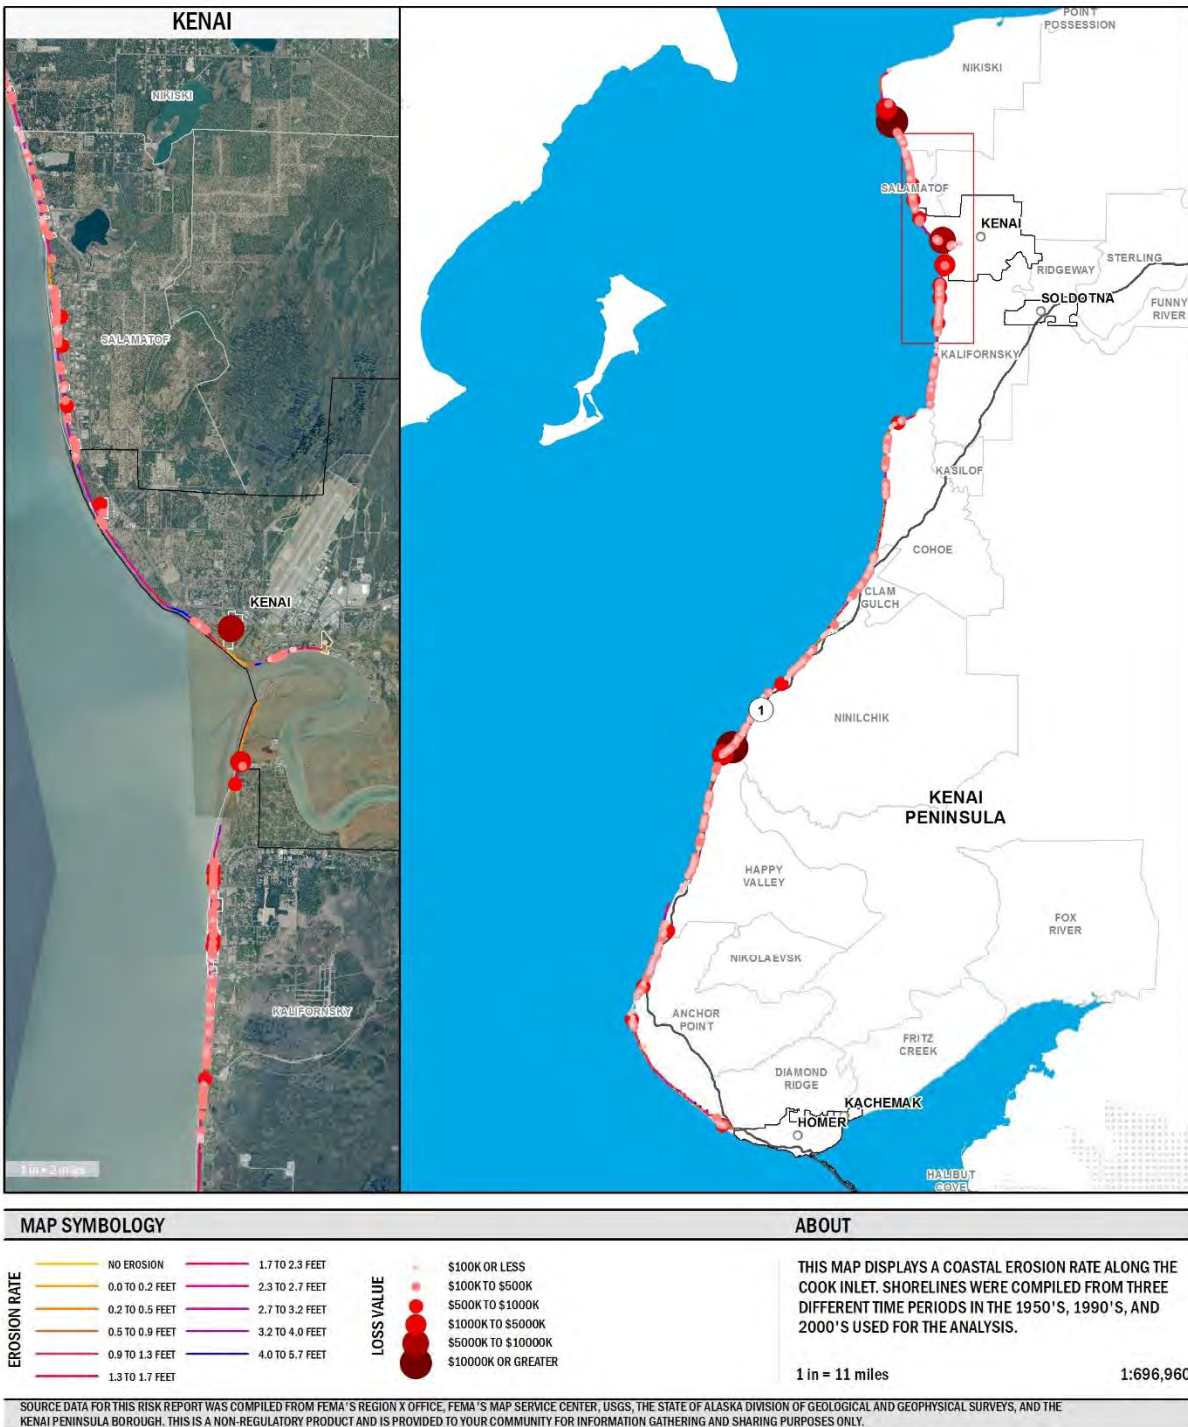 KENAI
NIKISKI
SALAMATOF
KENAI
KALIFORNSKY
1 in = 2 miles
POINT
POSSESSION
NIKISKI
SALAMATOF
KENAI
STERLING
RIDGEWAY
SOLDOTNA
FUNNY
RIVER
KALIFORNSKY
KASILOF
COHOE
CLAM
GULCH
1
NINILCHIK
KENAI
PENINSULA
HAPPY
VALLEY
FOX
RIVER
NIKOLAEVSK
ANCHOR
POINT
FRITZ
CREEK
DIAMOND
RIDGE
KACHEMAK
HOMER
HALIBUT
COVE
MAP SYMBOLOGY
EROSION RATE
NO EROSION
0.0 TO 0.2 FEET
0.2 TO 0.5 FEET
0.5 TO 0.9 FEET
0.9 TO 1.3 FEET
1.3 TO 1.7 FEET
1.7 TO 2.3 FEET
2.3 TO 2.7 FEET
2.7 TO 3.2 FEET
3.2 TO 4.0 FEET
4.0 TO 5.7 FEET
LOSS VALUE
$100K OR LESS
$100K TO $500K
$500K TO $1000K
$1000K TO $5000K
$5000K TO $10000K
$10000K OR GREATER
ABOUT
THIS MAP DISPLAYS A COASTAL EROSION RATE ALONG THE
COOK INLET. SHORELINES WERE COMPILED FROM THREE
DIFFERENT TIME PERIODS IN THE 1950'S, 1990'S, AND
2000'S USED FOR THE ANALYSIS.
1 in = 11 miles
1:696,960
SOURCE DATA FOR THIS RISK REPORT WAS COMPILED FROM FEMA'S REGION X OFFICE, FEMA'S MAP SERVICE CENTER, USGS, THE STATE OF ALASKA DIVISION OF GEOLOGICAL AND GEOPHYSICAL SURVEYS, AND THE
KENAI PENINSULA BOROUGH. THIS IS A NON-REGULATORY PRODUCT AND IS PROVIDED TO YOUR COMMUNITY FOR INFORMATION GATHERING AND SHARING PURPOSES ONLY.